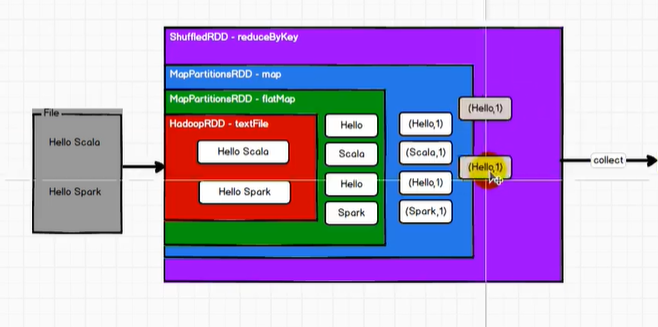 ShuffledRDD - reduceByKey
MapPartitionsRDD - map
MapPartitionsRDD - flatMap
HadoopRDD - textFile
File
Hello Scala
Hello Spark
Hello Scala
Hello Spark
Hello
Scala
Hello
Spark
(Hello,1)
(Scala,1)
(Hello,1)
(Spark,1)
(Hello,1)
(Hello,1)
collect